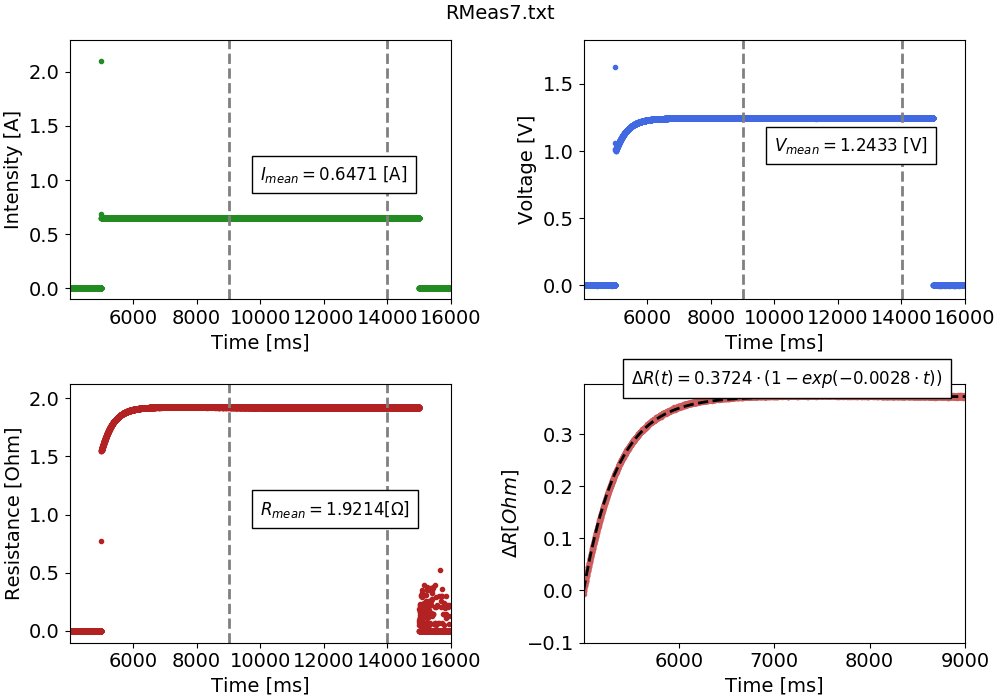 RMeas7.txt
2.0
1.5
1.0
0.5
0.0
Intensity [A]
I_mean = 0.6471 [A]
6000 8000 10000 12000 14000 16000
Time [ms]
1.5
1.0
0.5
0.0
Voltage [V]
V_mean = 1.2433 [V]
6000 8000 10000 12000 14000 16000
Time [ms]
2.0
1.5
1.0
0.5
0.0
Resistance [Ohm]
R_mean = 1.9214[Ω]
6000 8000 10000 12000 14000 16000
Time [ms]
ΔR(t) = 0.3724 · (1 − exp(−0.0028 · t))
0.3
0.2
0.1
0.0
−0.1
ΔR[Ohm]
6000 7000 8000 9000
Time [ms]